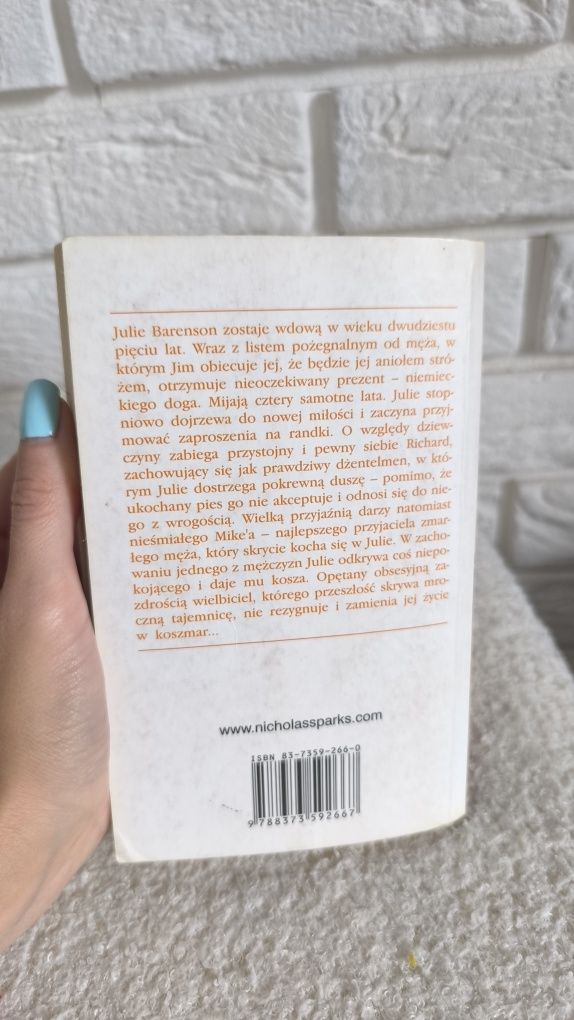 Julie Barenson zostaje wdową w wieku dwudziestu
pięciu lat. Wraz z listem pożegnalnym od męża, w
którym Jim obiecuje jej, że będzie jej aniołem stró-
żem, otrzymuje nieoczekiwany prezent – niemiec-
kiego doga. Mijają cztery samotne lata. Julie stop-
niowo dojrzewa do nowej miłości i zaczyna przyj-
mować zaproszenia na randki. O względy dziew-
czyny zabiega przystojny i pewny siebie Richard,
zachowujący się jak prawdziwy dżentelmen, w któ-
rym Julie dostrzega pokrewną duszę – pomimo, że
ukochany pies go nie akceptuje i odnosi się do nie-
go z wrogością. Wielką przyjaźnią darzy natomiast
nieśmiałego Mike'a – najlepszego przyjaciela zmar-
łego męża, który skrycie kocha się w Julie. W zacho-
waniu jednego z mężczyzn Julie odkrywa coś niepo-
kojącego i daje mu kosza. Opętany obsesyjną za-
zdrością wielbiciel, którego przeszłość skrywa mro-
czną tajemnicę, nie rezygnuje i zamienia jej życie
w koszmar...
www.nicholassparks.com
ISBN 83-7359-266-0
9 788373 592667